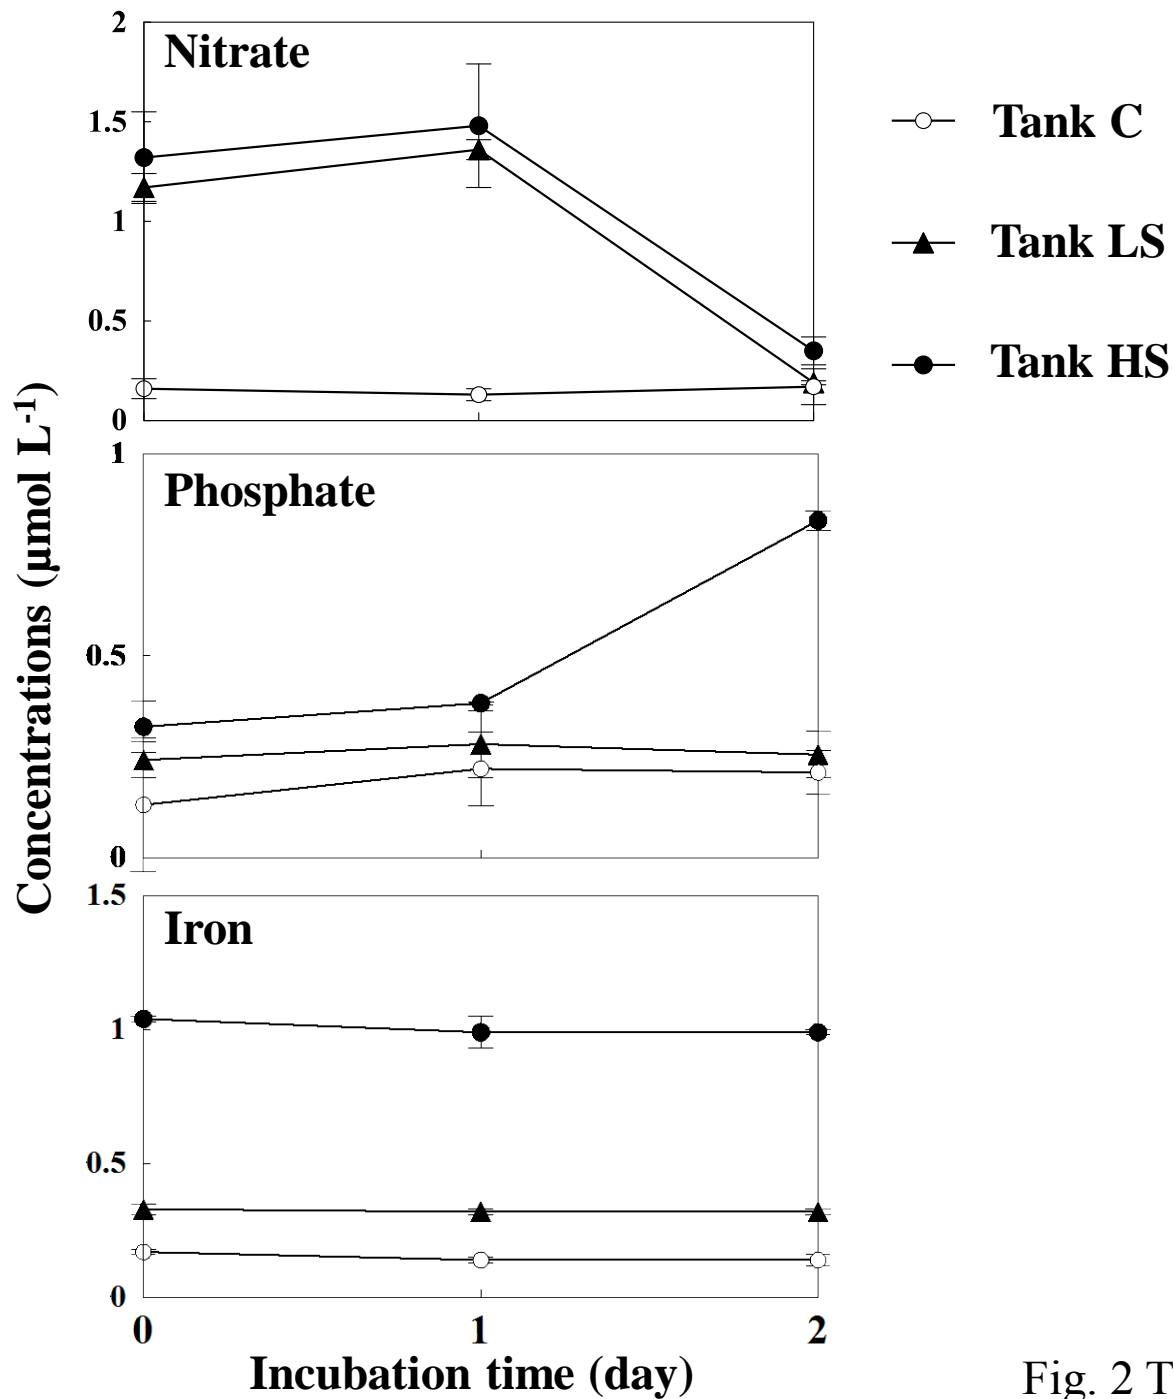 Nitrate
2
1.5
1
0.5
0
Tank C
Tank LS
Tank HS
Concentrations (μmol L-1)
Phosphate
1
0.5
0
Iron
1.5
1
0.5
0
0 1 2
Incubation time (day)
Fig. 2 T